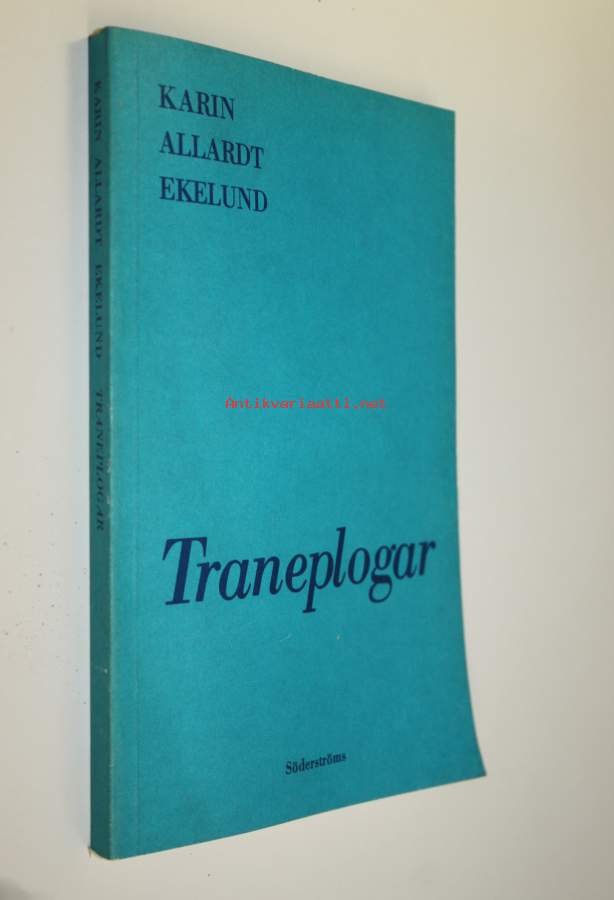 KARIN
ALLARDT
EKELUND
Antikvariaatti.net
Traneplogar
Söderströms
KARIN ALLARDT EKELUND TRANEPLOGAR